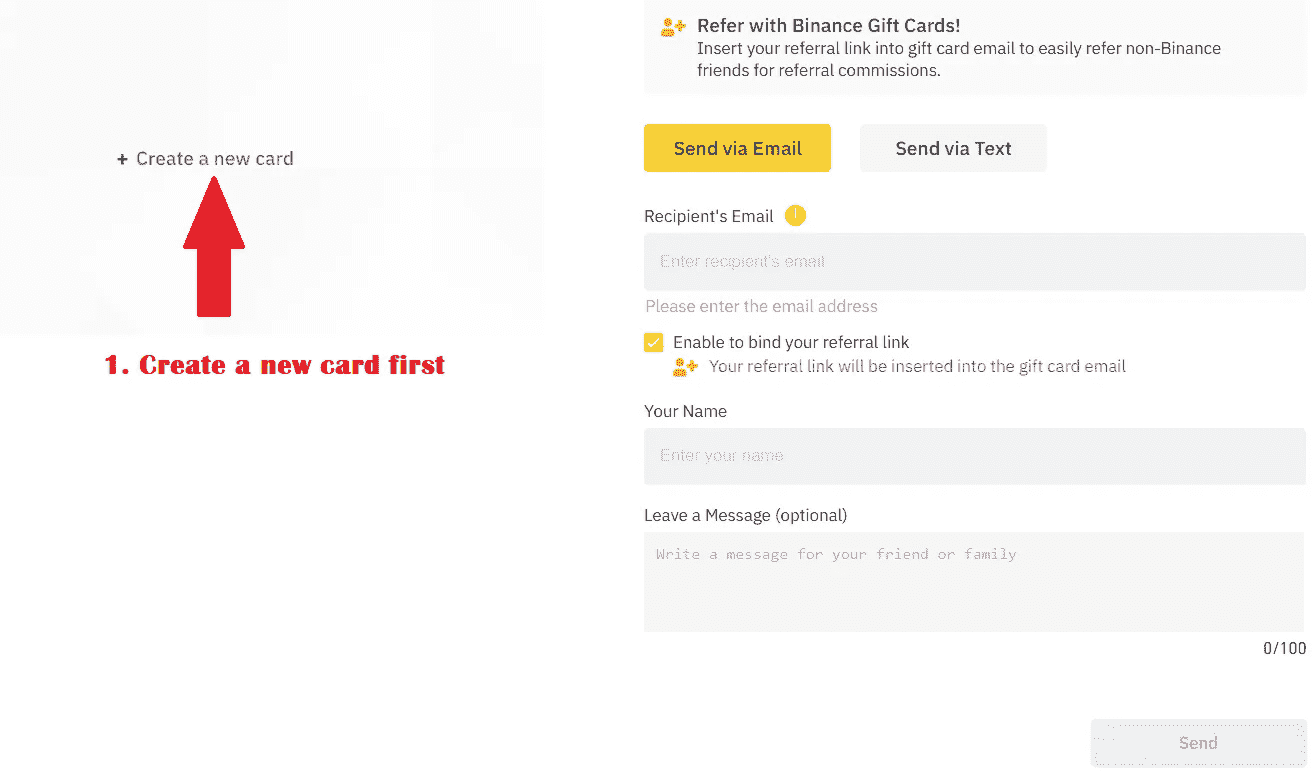 + Create a new card
1. Create a new card first
Refer with Binance Gift Cards!
Insert your referral link into gift card email to easily refer non-Binance
friends for referral commissions.
Send via Email
Send via Text
Recipient's Email
Enter recipient's email
Please enter the email address
Enable to bind your referral link
Your referral link will be inserted into the gift card email
Your Name
Enter your name
Leave a Message (optional)
Write a message for your friend or family
0/100
Send